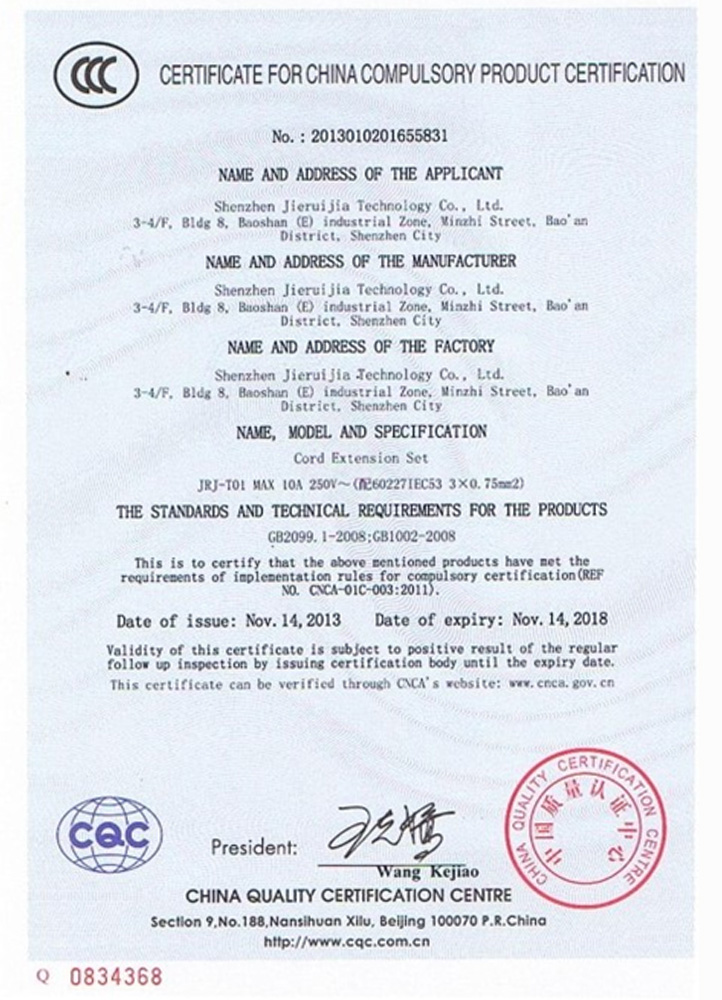 CCC
CERTIFICATE FOR CHINA COMPULSORY PRODUCT CERTIFICATION
No. : 2013010201655831
NAME AND ADDRESS OF THE APPLICANT
Shenzhen Jieruijia Technology Co., Ltd.
3-4/F, Bldg 8, Baoshan (E) industrial Zone, Minzhi Street, Bao'an
District, Shenzhen City
NAME AND ADDRESS OF THE MANUFACTURER
Shenzhen Jieruijia Technology Co., Ltd.
3-4/F, Bldg 8, Baoshan (E) industrial Zone, Minzhi Street, Bao'an
District, Shenzhen City
NAME AND ADDRESS OF THE FACTORY
Shenzhen Jieruijia Technology Co., Ltd.
3-4/F, Bldg 8, Baoshan (E) industrial Zone, Minzhi Street, Bao'an
District, Shenzhen City
NAME, MODEL AND SPECIFICATION
Cord Extension Set
JRJ-T01 MAX 10A 250V~(配60227IEC53 3×0.75mm2)
THE STANDARDS AND TECHNICAL REQUIREMENTS FOR THE PRODUCTS
GB2099.1-2008;GB1002-2008
This is to certify that the above mentioned products have met the
requirements of implementation rules for compulsory certification(REF
NO. CNCA-01C-003:2011).
Date of issue: Nov. 14, 2013 Date of expiry: Nov. 14, 2018
Validity of this certificate is subject to positive result of the regular
follow up inspection by issuing certification body until the expiry date.
This certificate can be verified through CNCA's website: www.cnca.gov.cn
CQC
President:
Wang Kejiao
CHINA QUALITY CERTIFICATION CENTRE
中国质量认证中心
CHINA QUALITY CERTIFICATION CENTRE
Section 9,No.188,Nansihuan Xilu, Beijing 100070 P.R.China
http://www.cqc.com.cn
Q 0834368